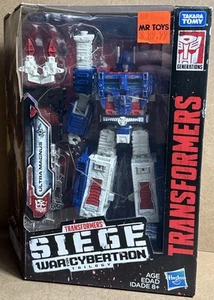 MR TOYS
TAKARA
TOMY
TRANSFORMERS
GENERATIONS
ULTRA MAGNUS
TRANSFORMERS
TRANSFORMERS
SIEGE
WAR FOR CYBERTRON
TRILOGY
AGE
EDAD
IDADE 8+
Hasbro